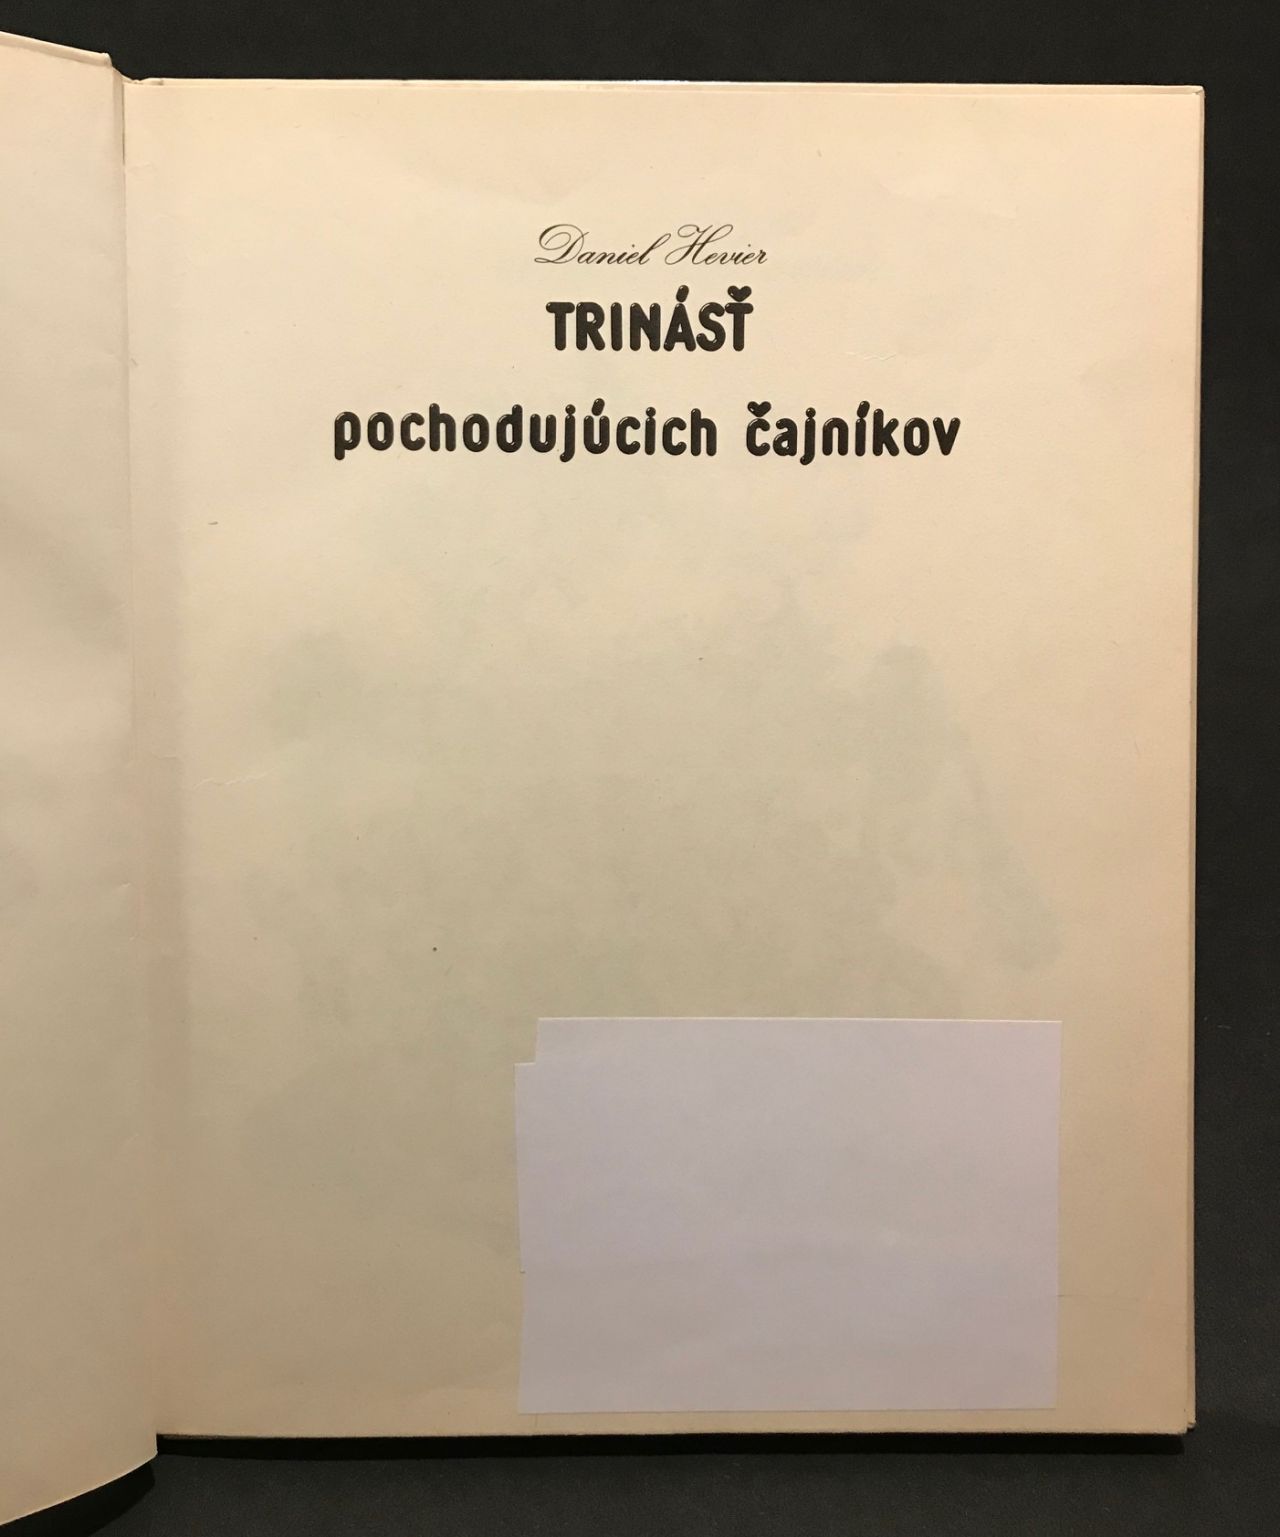 Daniel Hevier
TRINÁSŤ
pochodujúcich čajníkov